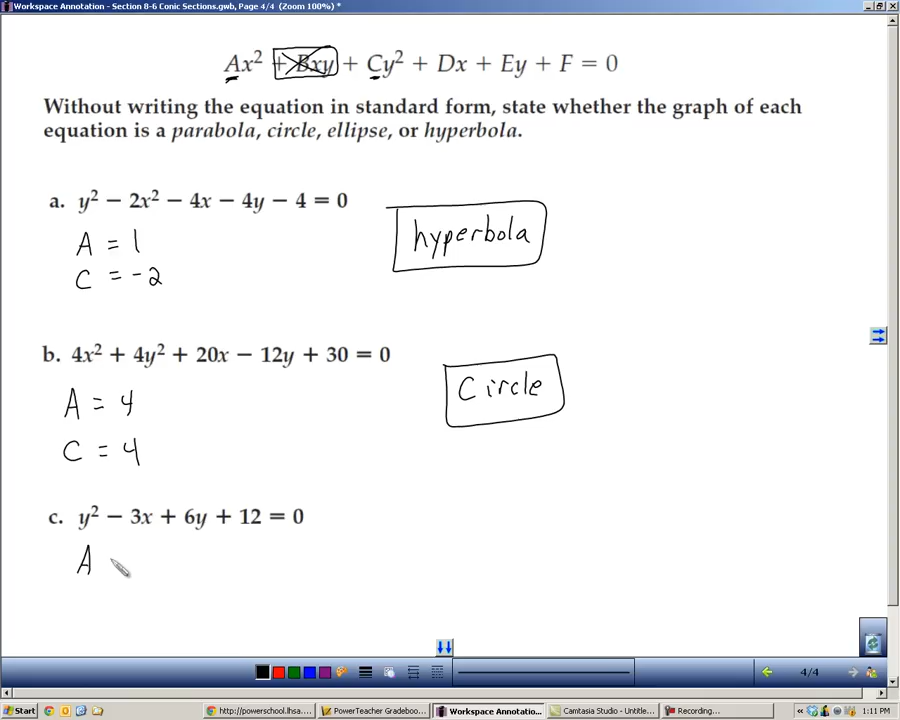 Workspace Annotation - Section 8-6 Conic Sections.gwb, Page 4/4 (Zoom 100%) *
Ax² + Bxy + Cy² + Dx + Ey + F = 0
Without writing the equation in standard form, state whether the graph of each
equation is a parabola, circle, ellipse, or hyperbola.
a. y² − 2x² − 4x − 4y − 4 = 0
hyperbola
A = 1
C = -2
b. 4x² + 4y² + 20x − 12y + 30 = 0
Circle
A = 4
C = 4
c. y² − 3x + 6y + 12 = 0
A
4/4
Start http://powerschool.lhsa... PowerTeacher Gradeboo... Workspace Annotatio... Camtasia Studio - Untitle... Recording... 1:11 PM